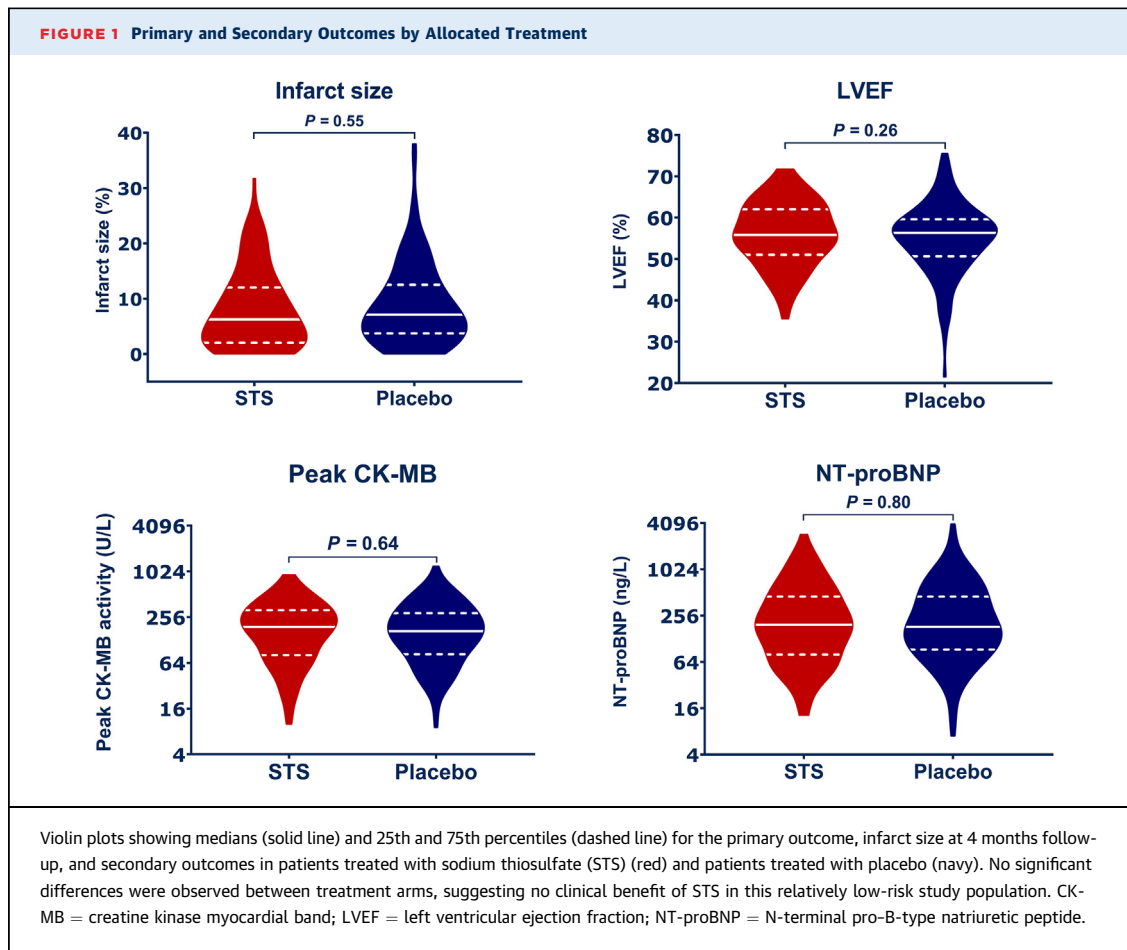 FIGURE 1 Primary and Secondary Outcomes by Allocated Treatment
Infarct size
P = 0.55
Infarct size (%)
40
30
20
10
0
STS
Placebo
LVEF
P = 0.26
LVEF (%)
80
70
60
50
40
30
20
STS
Placebo
Peak CK-MB
P = 0.64
Peak CK-MB activity (U/L)
4096
1024
256
64
16
4
STS
Placebo
NT-proBNP
P = 0.80
NT-proBNP (ng/L)
4096
1024
256
64
16
4
STS
Placebo
Violin plots showing medians (solid line) and 25th and 75th percentiles (dashed line) for the primary outcome, infarct size at 4 months follow-
up, and secondary outcomes in patients treated with sodium thiosulfate (STS) (red) and patients treated with placebo (navy). No significant
differences were observed between treatment arms, suggesting no clinical benefit of STS in this relatively low-risk study population. CK-
MB = creatine kinase myocardial band; LVEF = left ventricular ejection fraction; NT-proBNP = N-terminal pro–B-type natriuretic peptide.